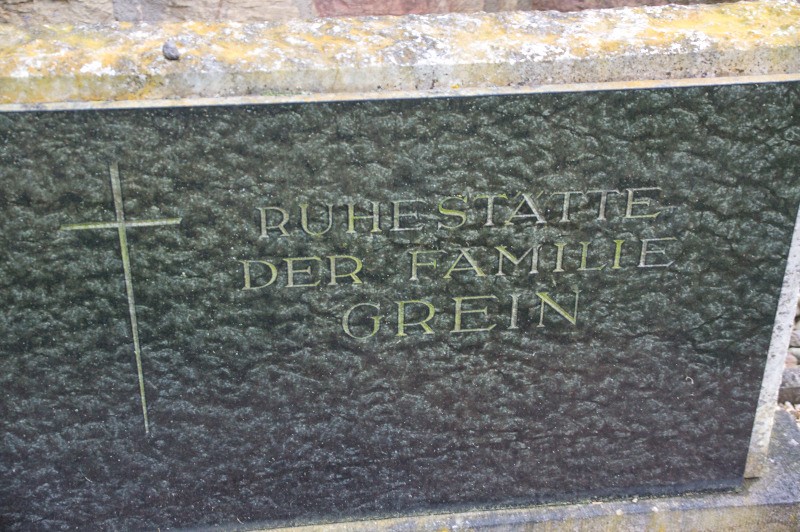 RUHESTATTE
DER FAMILIE
GREIN